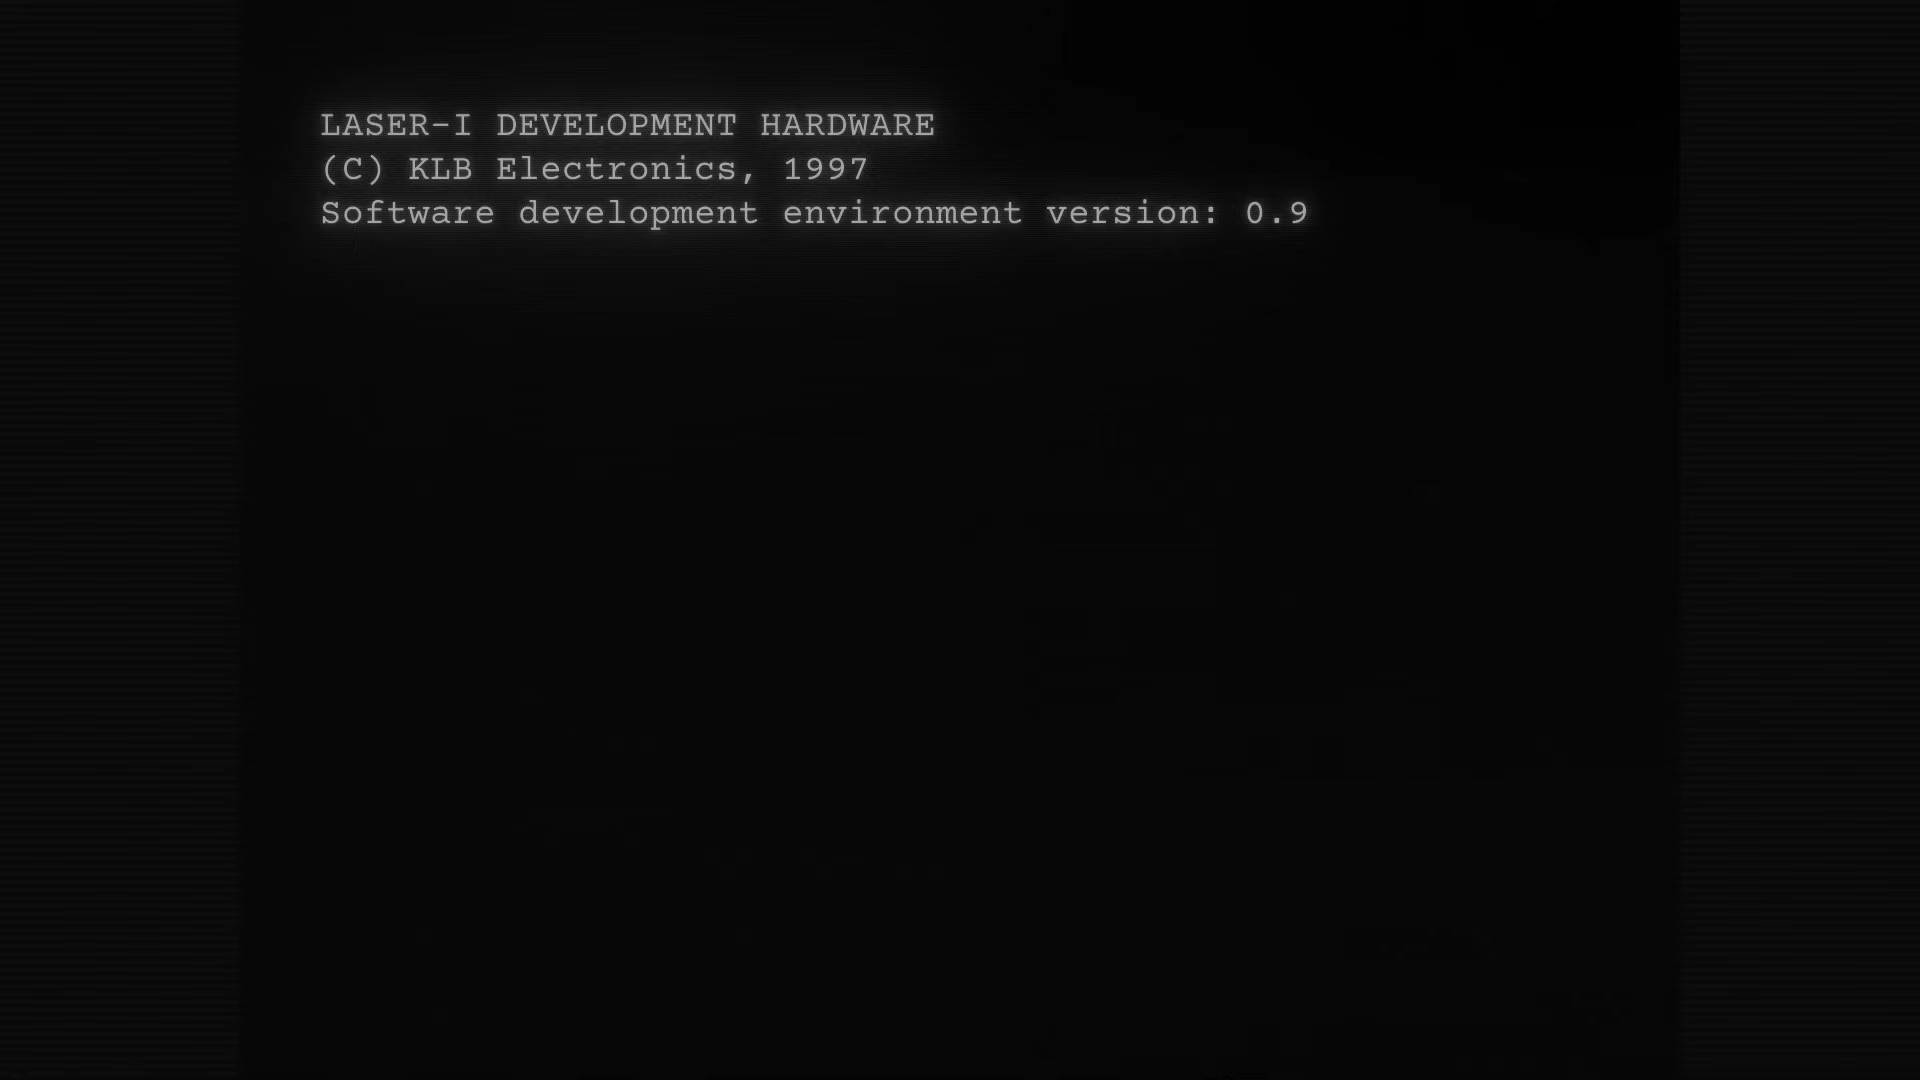 LASER-I DEVELOPMENT HARDWARE
(C) KLB Electronics, 1997
Software development environment version: 0.9